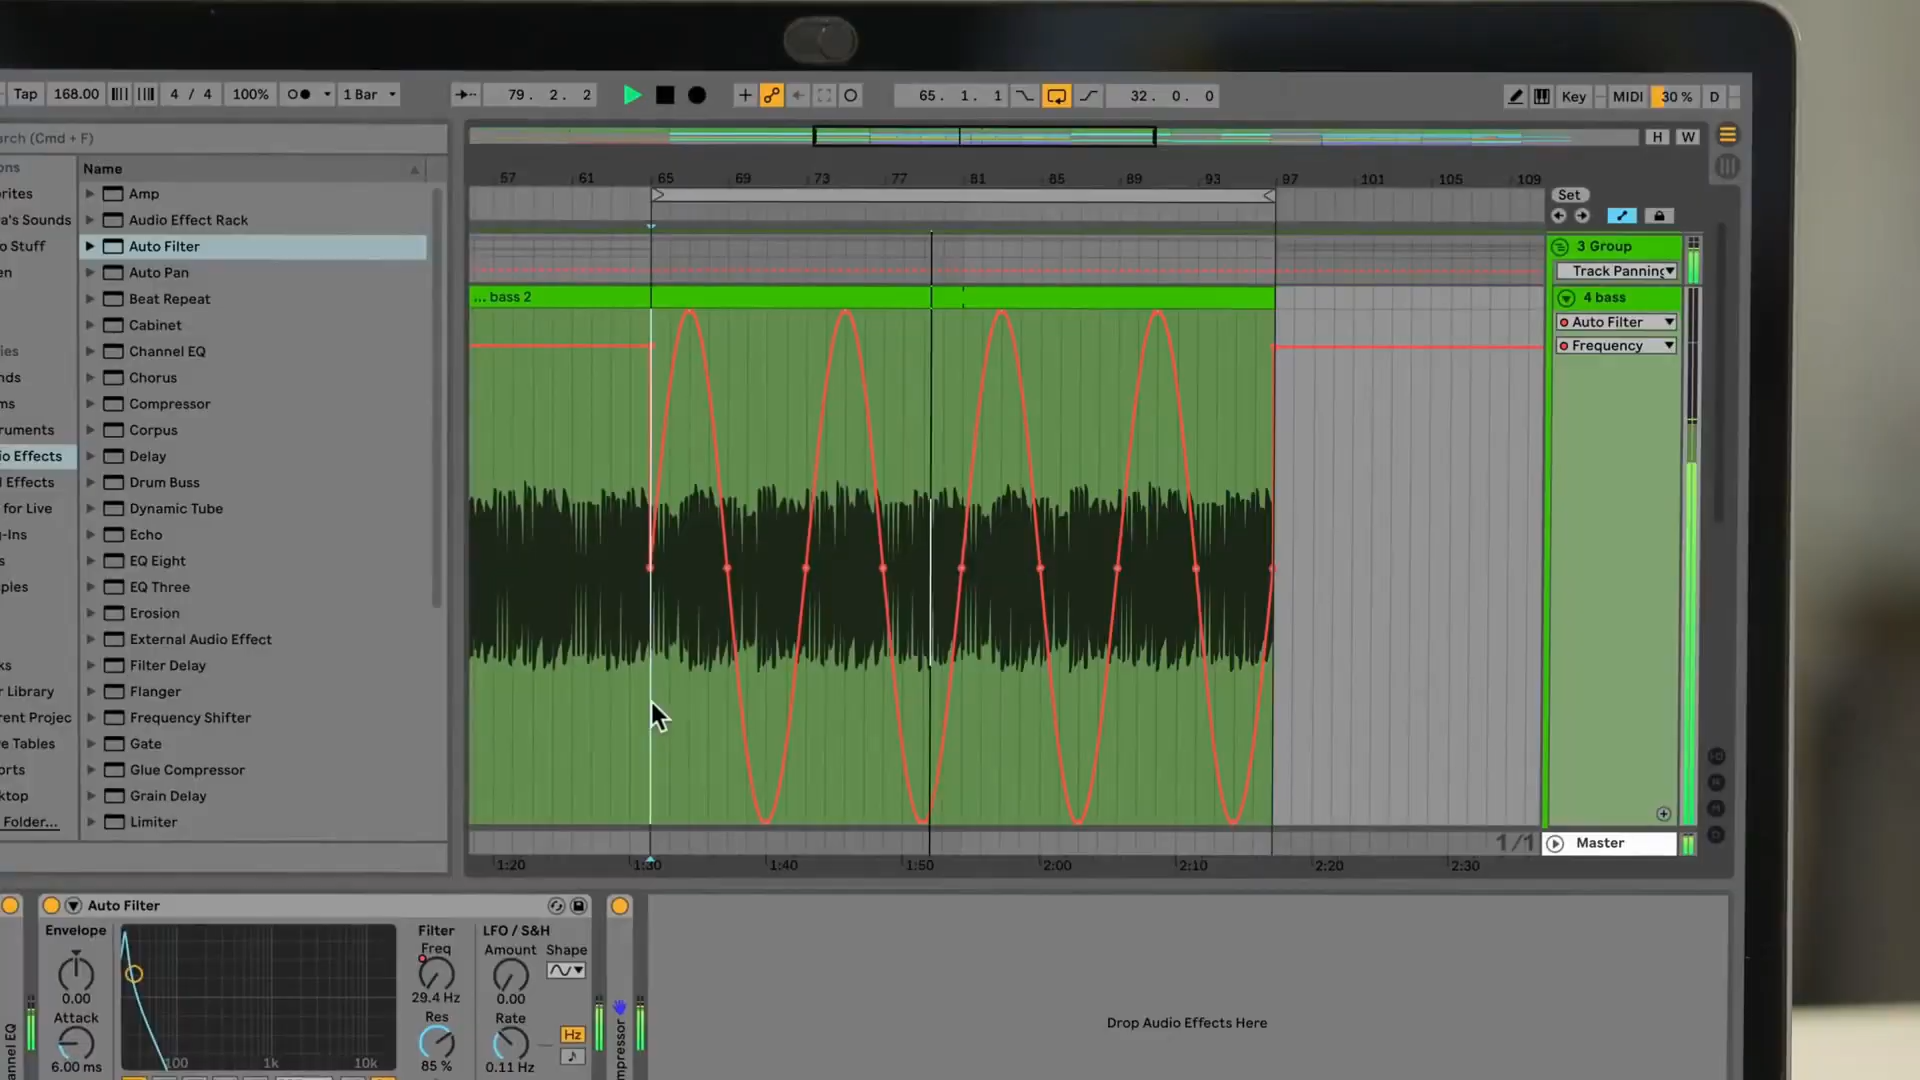 Tap 168.00 4 / 4 100% 1 Bar 79. 2. 2 65. 1. 1 32. 0. 0 Key MIDI 30 % D
arch (Cmd + F)
H W
Name
Amp
Audio Effect Rack
Auto Filter
Auto Pan
Beat Repeat
Cabinet
Channel EQ
Chorus
Compressor
Corpus
Delay
Drum Buss
Dynamic Tube
Echo
EQ Eight
EQ Three
Erosion
External Audio Effect
Filter Delay
Flanger
Frequency Shifter
Gate
Glue Compressor
Grain Delay
Limiter
ons
orites
a's Sounds
o Stuff
en
ies
nds
ms
ruments
io Effects
l Effects
for Live
g-Ins
s
ples
ks
r Library
rent Projec
e Tables
orts
ktop
Folder...
57 61 65 69 73 77 81 85 89 93 97 101 105 109
Set
3 Group
Track Panning
... bass 2
4 bass
Auto Filter
Frequency
1/1
Master
1:20 1:30 1:40 1:50 2:00 2:10 2:20 2:30
Auto Filter
Envelope
0.00
Attack
6.00 ms
100 1k 10k
Filter
Freq
29.4 Hz
Res
85 %
LFO / S&H
Amount Shape
0.00
Rate
Hz
0.11 Hz
annel EQ
mpressor
Drop Audio Effects Here